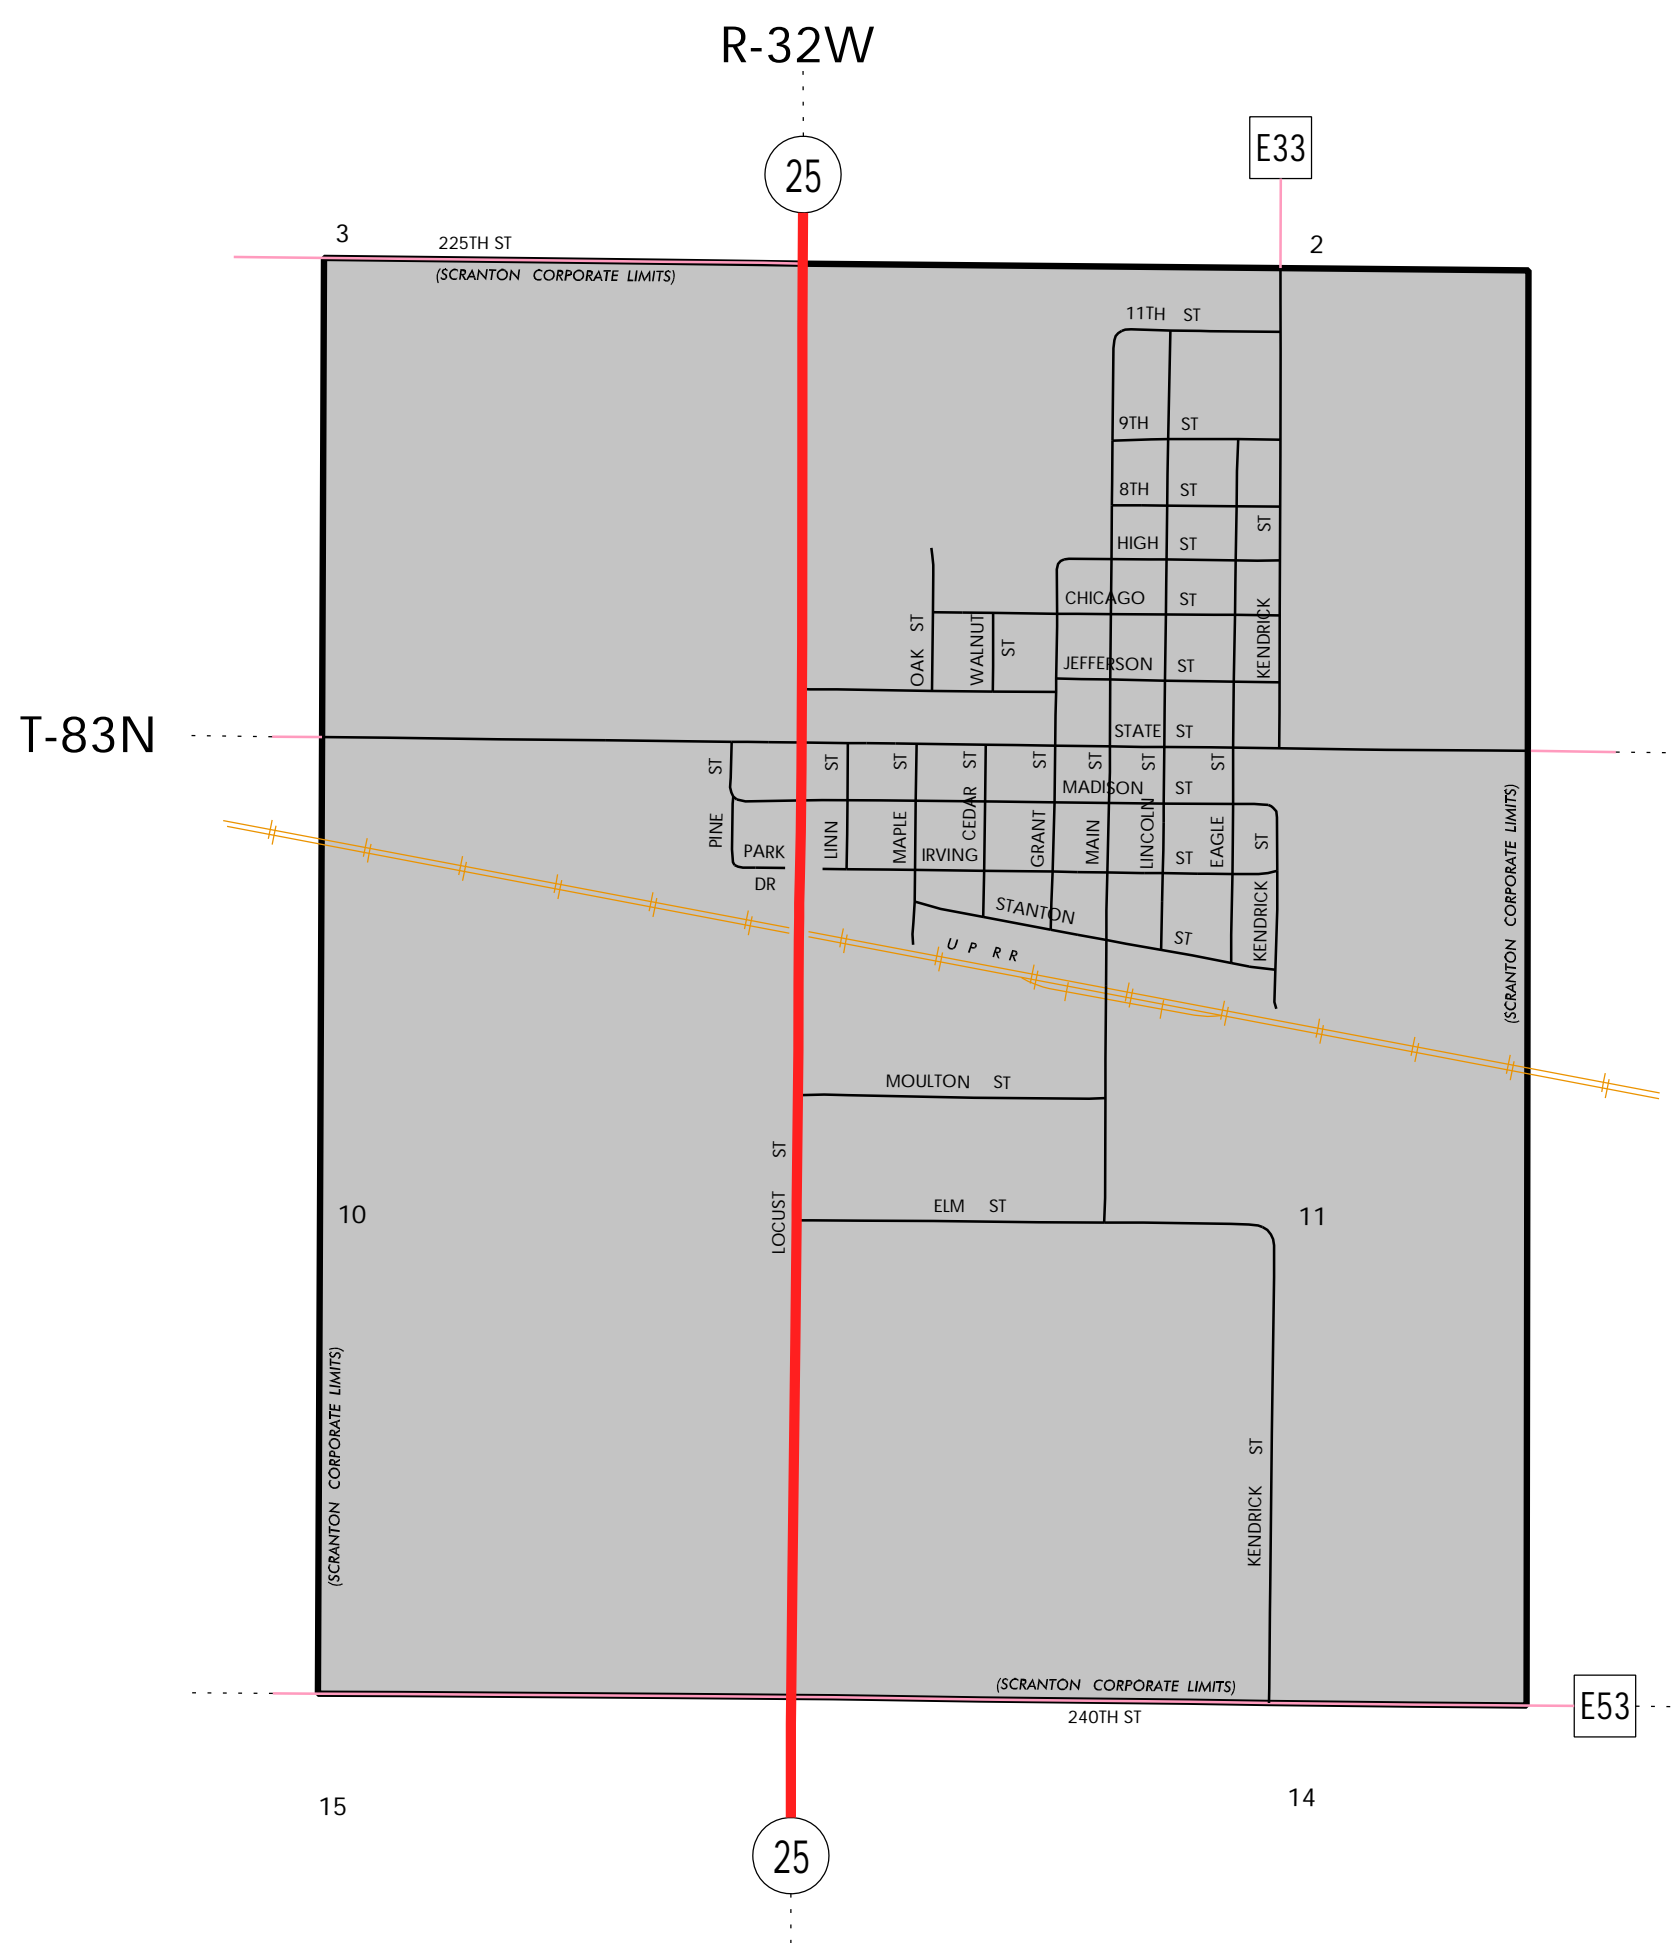 R-32W
25
E33
3
225TH ST
2
(SCRANTON CORPORATE LIMITS)
11TH ST
9TH ST
8TH ST
ST
HIGH ST
CHICAGO ST
KENDRICK
OAK ST
WALNUT
ST
JEFFERSON ST
T-83N
STATE ST
PINE ST
LINN ST
MAPLE ST
CEDAR ST
GRANT ST
MAIN ST
LINCOLN ST
EAGLE ST
KENDRICK ST
MADISON ST
PARK
DR
IRVING ST
STANTON ST
U P R R
(SCRANTON CORPORATE LIMITS)
MOULTON ST
LOCUST ST
ELM ST
10
11
(SCRANTON CORPORATE LIMITS)
KENDRICK ST
(SCRANTON CORPORATE LIMITS)
240TH ST
E53
15
14
25